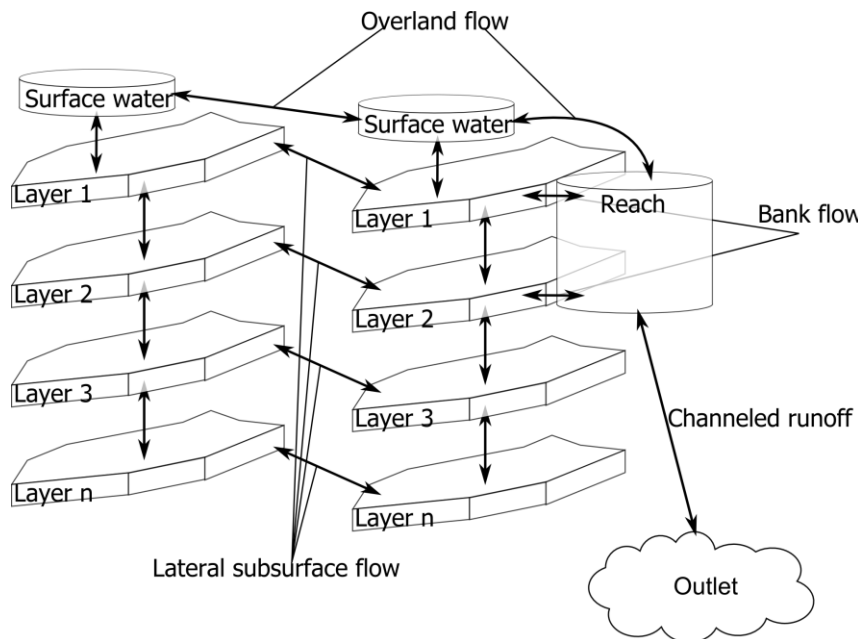 Overland flow
Surface water
Surface water
Layer 1
Layer 1
Reach
Bank flow
Layer 2
Layer 2
Layer 3
Layer 3
Channeled runoff
Layer n
Layer n
Lateral subsurface flow
Outlet